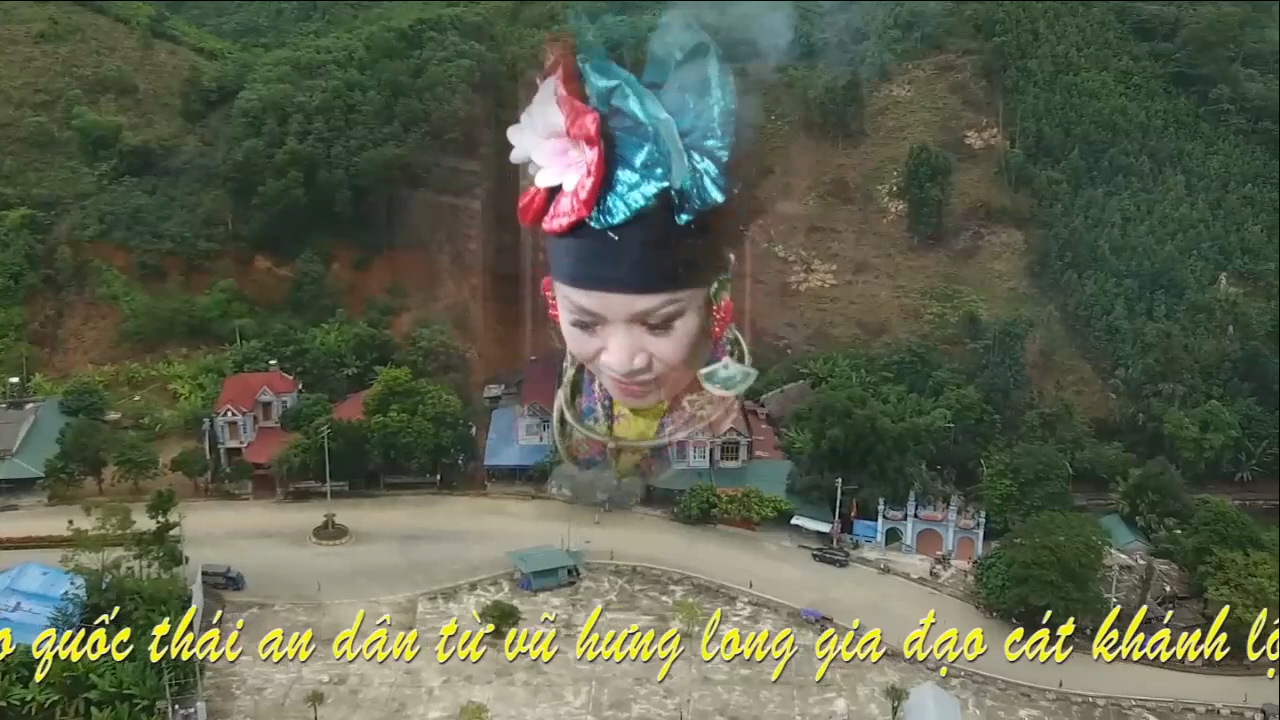 quốc thái an dân từ vũ hưng long gia đạo cát khánh